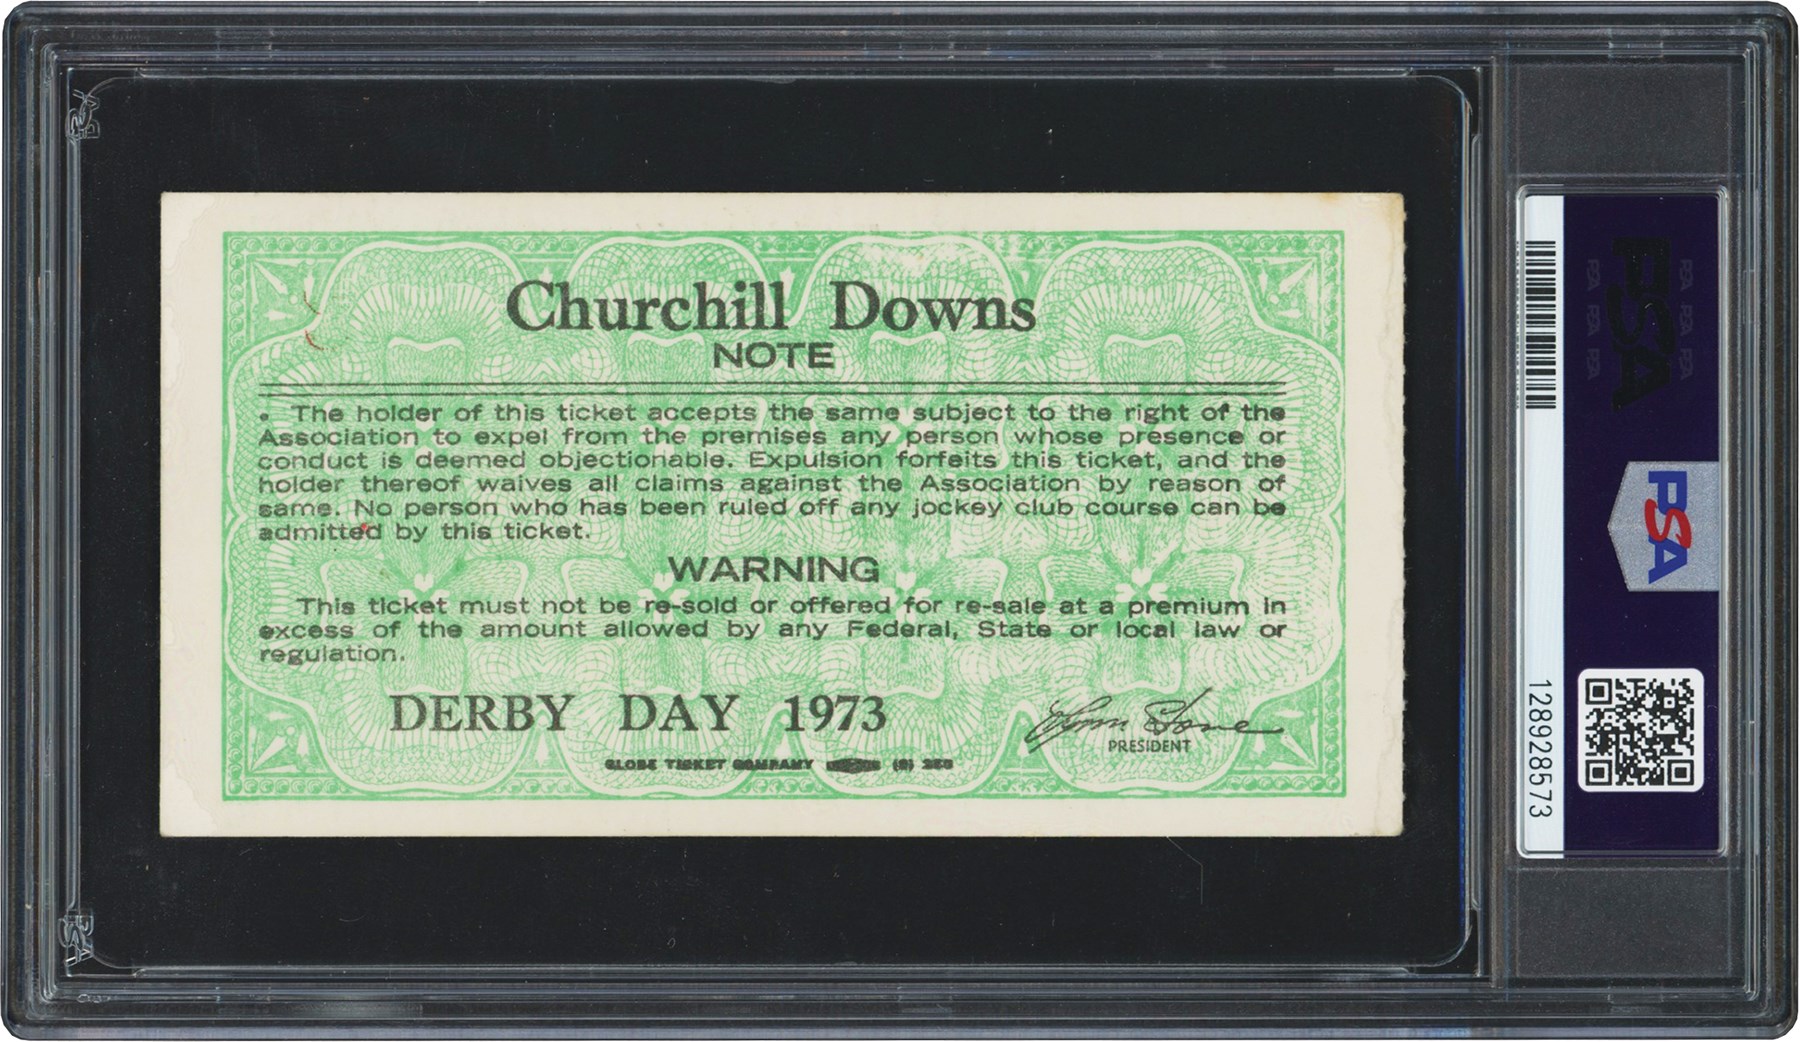 Churchill Downs
NOTE
. The holder of this ticket accepts the same subject to the right of the
Association to expel from the premises any person whose presence or
conduct is deemed objectionable. Expulsion forfeits this ticket, and the
holder thereof waives all claims against the Association by reason of
same. No person who has been ruled off any jockey club course can be
admitted by this ticket.
WARNING
This ticket must not be re-sold or offered for re-sale at a premium in
excess of the amount allowed by any Federal, State or local law or
regulation.
DERBY DAY 1973
Lynn Stone
PRESIDENT
GLOBE TICKET COMPANY
PSA
PSA
128928573